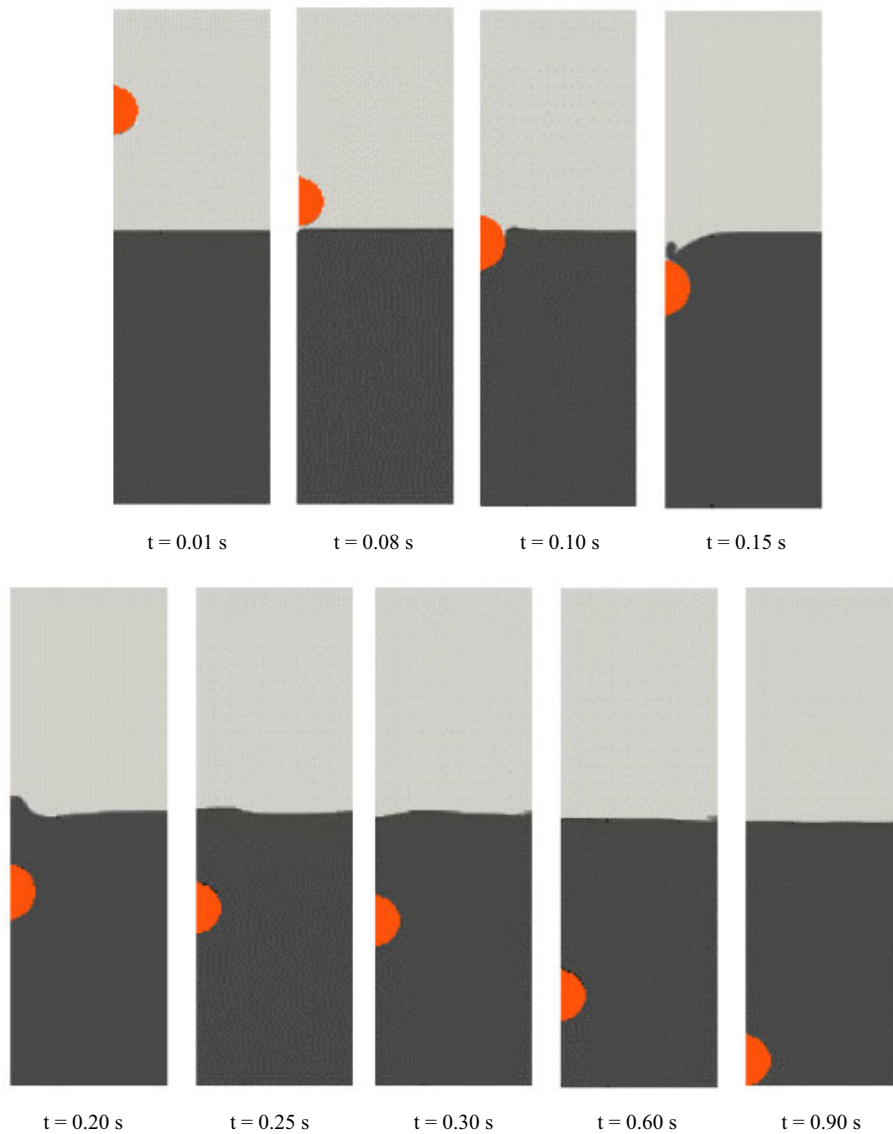 t = 0.01 s
t = 0.08 s
t = 0.10 s
t = 0.15 s
t = 0.20 s
t = 0.25 s
t = 0.30 s
t = 0.60 s
t = 0.90 s